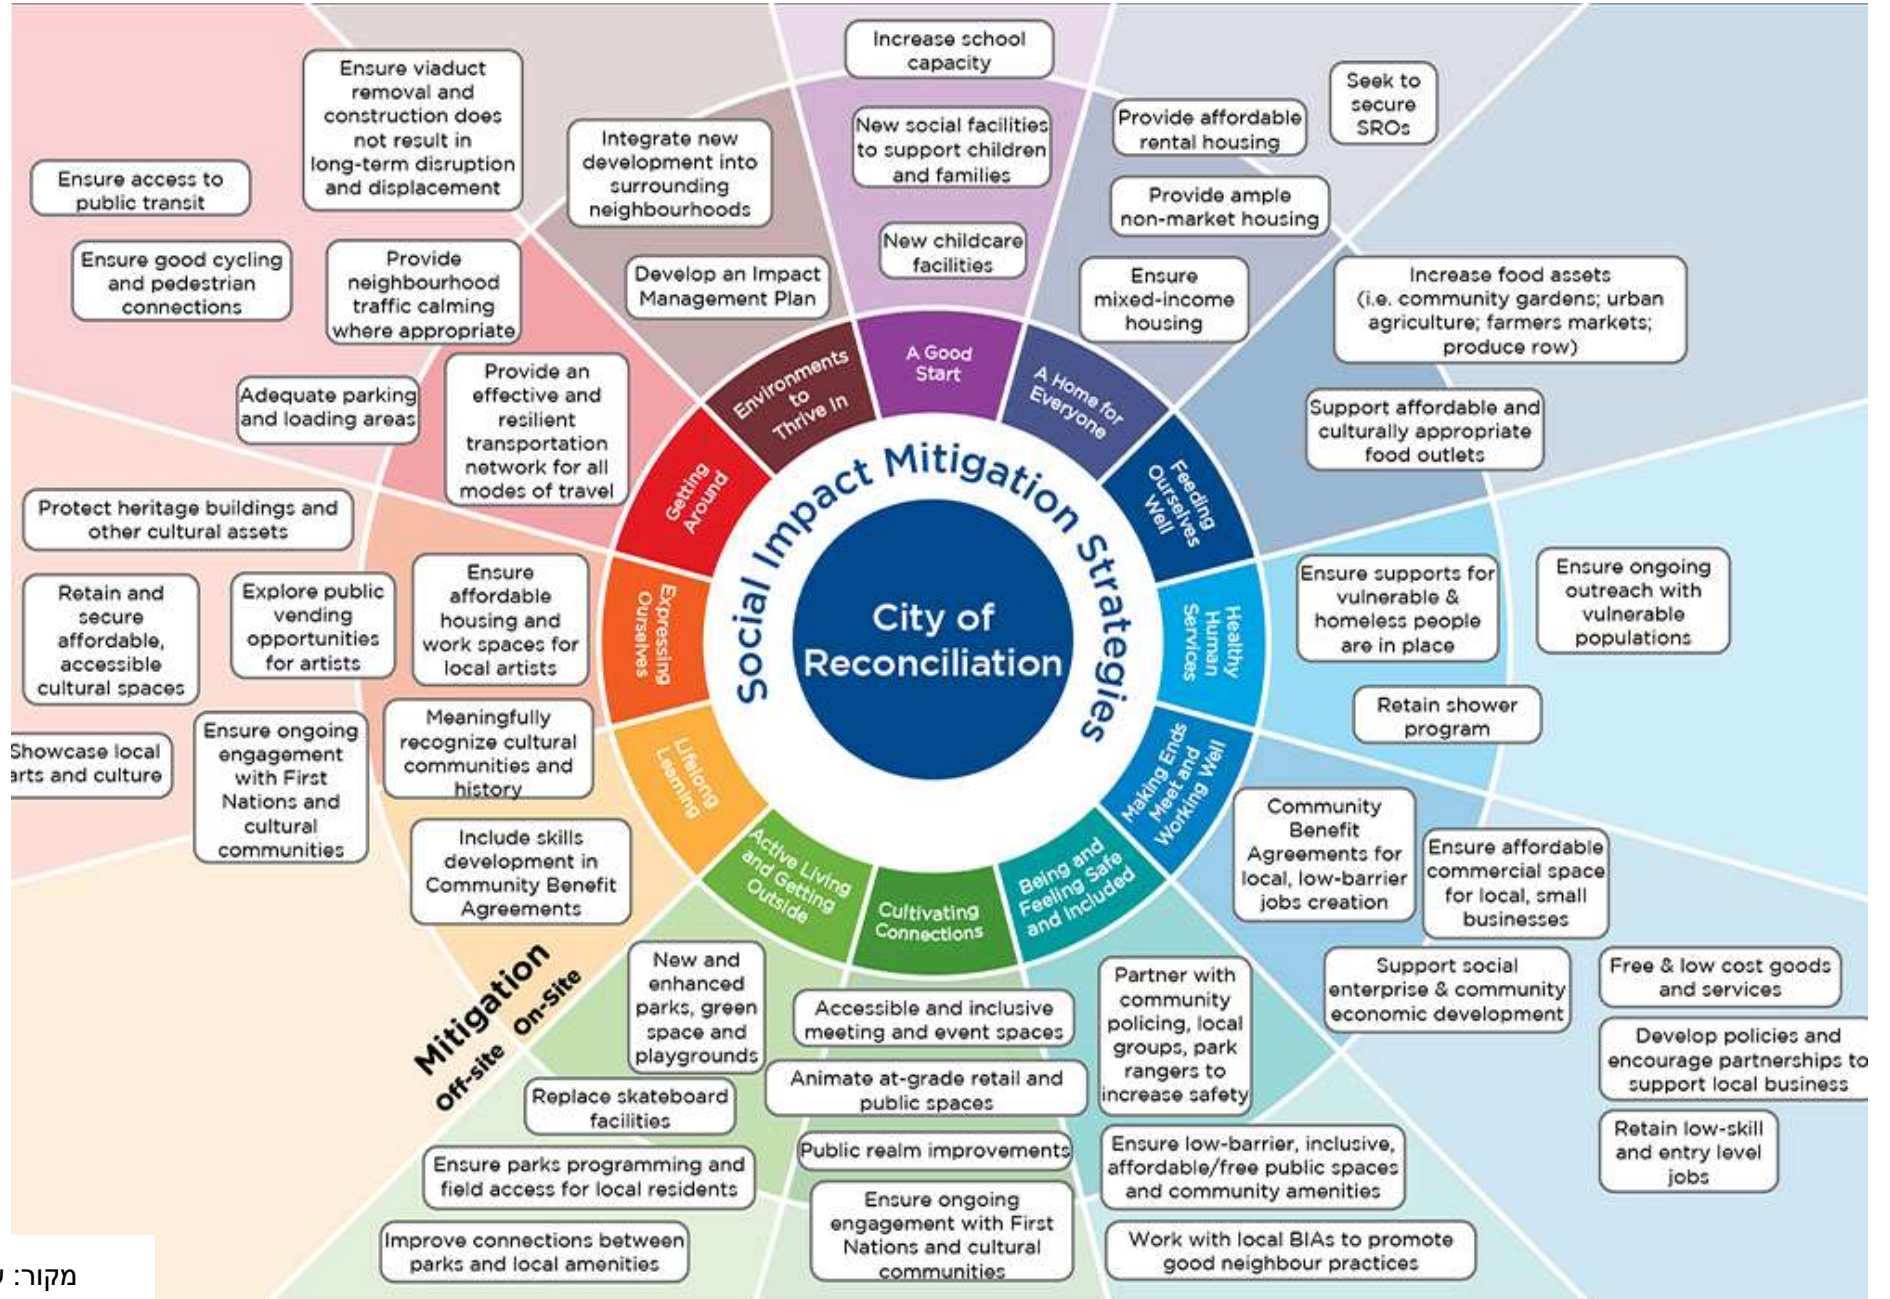 Increase school
capacity
New social facilities
to support children
and families
New childcare
facilities
Provide affordable
rental housing
Seek to
secure
SROs
Provide ample
non-market housing
Ensure
mixed-income
housing
Increase food assets
(i.e. community gardens; urban
agriculture; farmers markets;
produce row)
Support affordable and
culturally appropriate
food outlets
Ensure supports for
vulnerable &
homeless people
are in place
Ensure ongoing
outreach with
vulnerable
populations
Retain shower
program
Community
Benefit
Agreements for
local, low-barrier
jobs creation
Ensure affordable
commercial space
for local, small
businesses
Support social
enterprise & community
economic development
Free & low cost goods
and services
Develop policies and
encourage partnerships to
support local business
Retain low-skill
and entry level
jobs
Partner with
community
policing, local
groups, park
rangers to
increase safety
Ensure low-barrier, inclusive,
affordable/free public spaces
and community amenities
Work with local BIAs to promote
good neighbour practices
Accessible and inclusive
meeting and event spaces
Animate at-grade retail and
public spaces
Public realm improvements
Ensure ongoing
engagement with First
Nations and cultural
communities
New and
enhanced
parks, green
space and
playgrounds
Replace skateboard
facilities
Ensure parks programming and
field access for local residents
Improve connections between
parks and local amenities
Mitigation
On-Site
Off-site
Include skills
development in
Community Benefit
Agreements
Protect heritage buildings and
other cultural assets
Retain and
secure
affordable,
accessible
cultural spaces
Explore public
vending
opportunities
for artists
Ensure
affordable
housing and
work spaces for
local artists
Showcase local
arts and culture
Ensure ongoing
engagement
with First
Nations and
cultural
communities
Meaningfully
recognize cultural
communities and
history
Ensure access to
public transit
Ensure good cycling
and pedestrian
connections
Provide
neighbourhood
traffic calming
where appropriate
Adequate parking
and loading areas
Provide an
effective and
resilient
transportation
network for all
modes of travel
Ensure viaduct
removal and
construction does
not result in
long-term disruption
and displacement
Integrate new
development into
surrounding
neighbourhoods
Develop an Impact
Management Plan
A Good
Start
A Home for
Everyone
Feeding
Ourselves
Well
Healthy
Human
Services
Making Ends
Meet and
Working Well
Being and
Feeling Safe
and Included
Cultivating
Connections
Active Living
and Getting
Outside
Lifelong
Learning
Expressing
Ourselves
Getting
Around
Environments
to
Thrive In
Social Impact Mitigation Strategies
City of
Reconciliation
מקור: